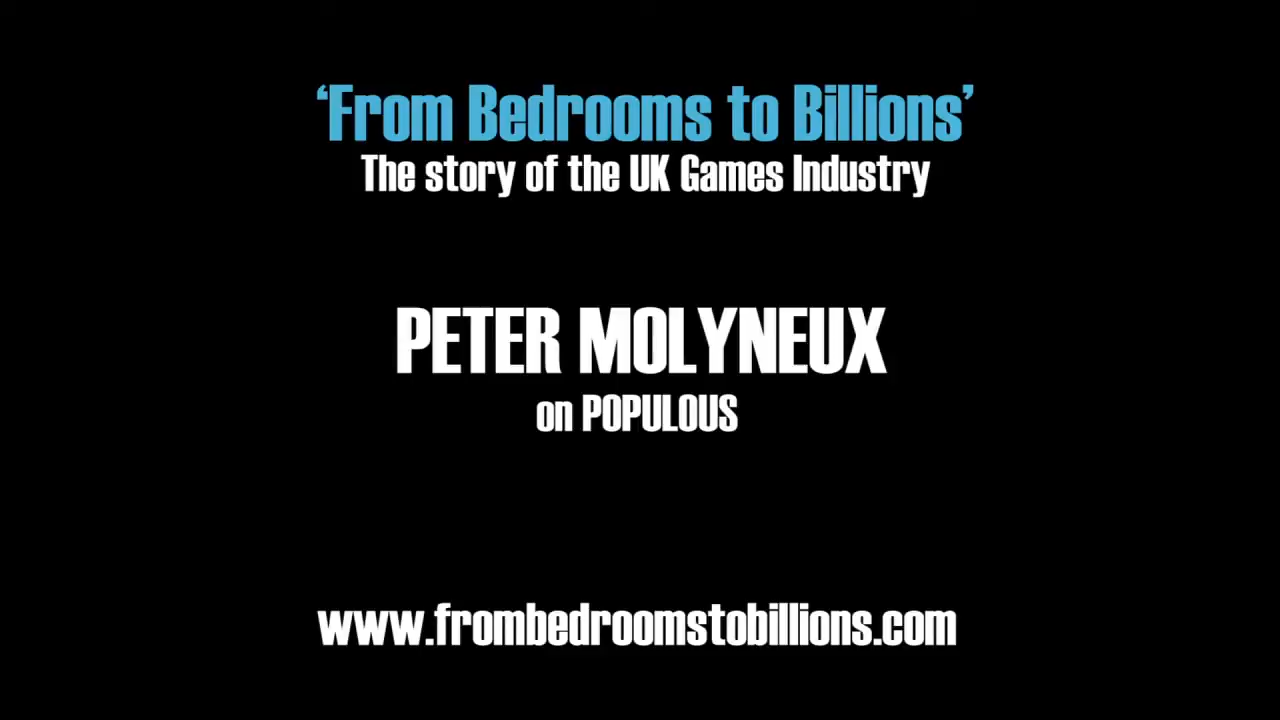 ‘From Bedrooms to Billions’
The story of the UK Games Industry
PETER MOLYNEUX
on POPULOUS
www.frombedroomstobillions.com